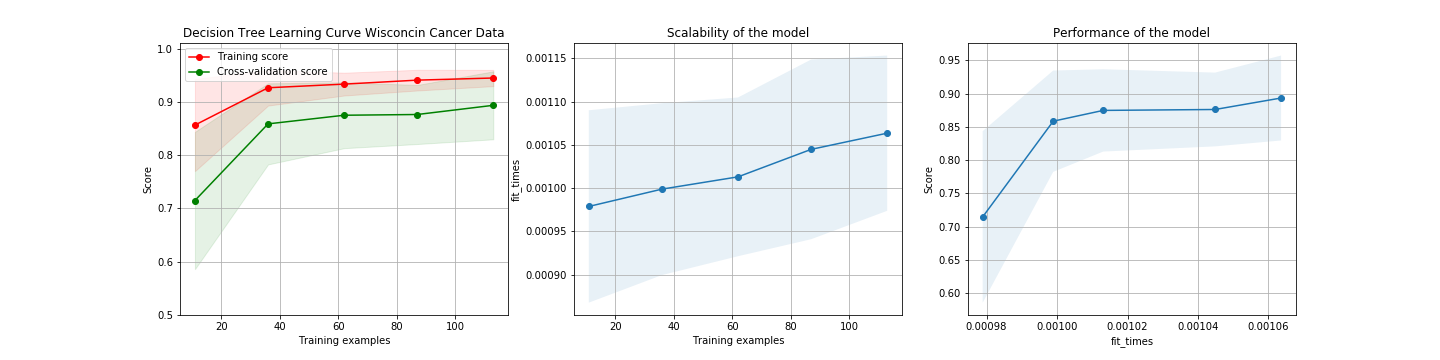 Decision Tree Learning Curve Wisconcin Cancer Data
Training score
Cross-validation score
1.0
0.9
0.8
0.7
0.6
0.5
Score
20 40 60 80 100
Training examples
Scalability of the model
0.00115
0.00110
0.00105
0.00100
0.00095
0.00090
fit_times
20 40 60 80 100
Training examples
Performance of the model
0.95
0.90
0.85
0.80
0.75
0.70
0.65
0.60
Score
0.00098 0.00100 0.00102 0.00104 0.00106
fit_times